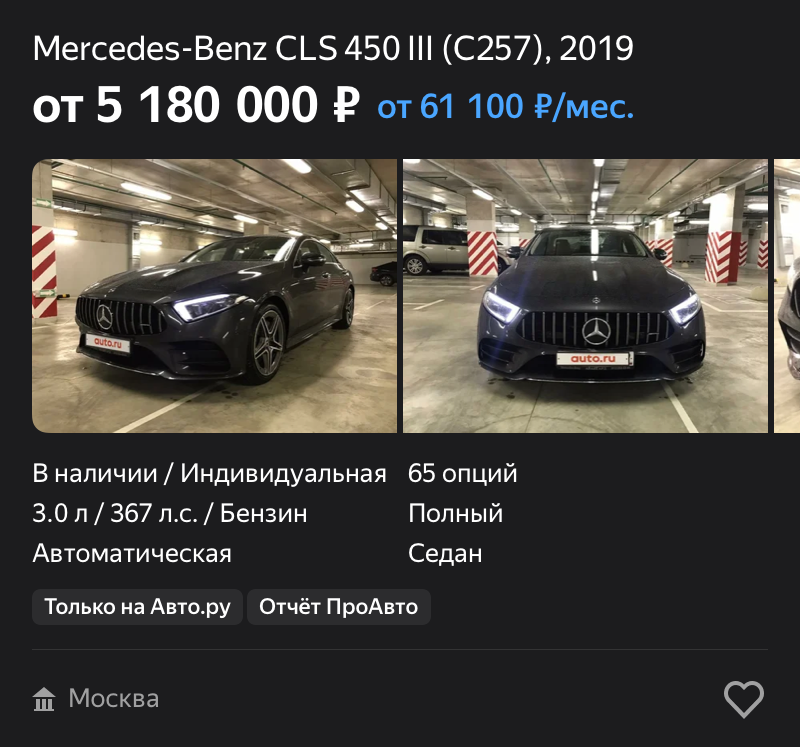 Mercedes-Benz CLS 450 III (C257), 2019
от 5 180 000 ₽ от 61 100 ₽/мес.
auto.ru
auto.ru
В наличии / Индивидуальная 65 опций
3.0 л / 367 л.с. / Бензин Полный
Автоматическая Седан
Только на Авто.ру Отчёт ПроАвто
Москва